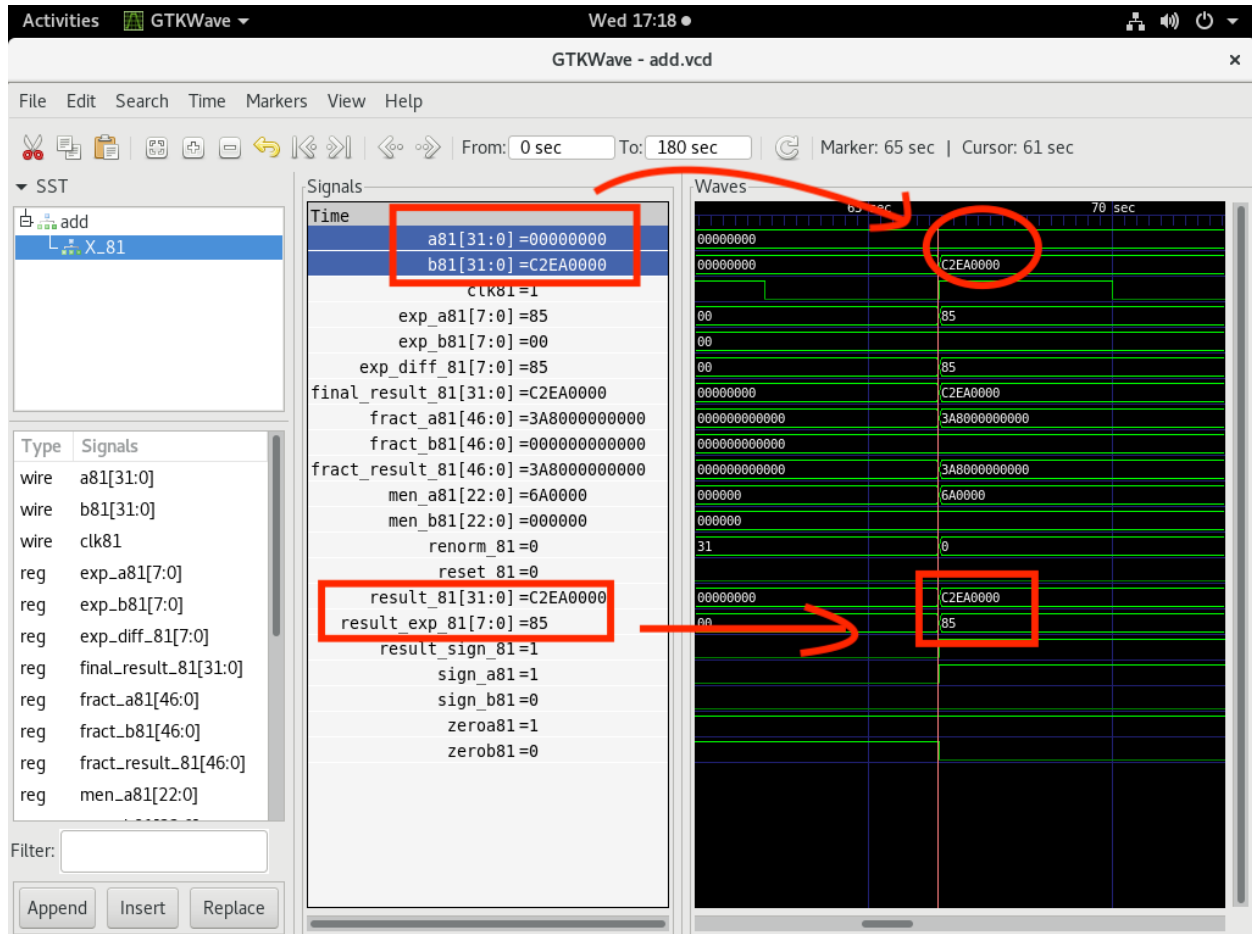 Activities GTKWave Wed 17:18
GTKWave - add.vcd
File Edit Search Time Markers View Help
From: 0 sec To: 180 sec Marker: 65 sec | Cursor: 61 sec
SST
add
X_81
Type Signals
wire a81[31:0]
wire b81[31:0]
wire clk81
reg exp_a81[7:0]
reg exp_b81[7:0]
reg exp_diff_81[7:0]
reg final_result_81[31:0]
reg fract_a81[46:0]
reg fract_b81[46:0]
reg fract_result_81[46:0]
reg men_a81[22:0]
Filter:
Append Insert Replace
Signals
Time
a81[31:0]=00000000
b81[31:0]=C2EA0000
clk81=1
exp_a81[7:0]=85
exp_b81[7:0]=00
exp_diff_81[7:0]=85
final_result_81[31:0]=C2EA0000
fract_a81[46:0]=3A8000000000
fract_b81[46:0]=000000000000
fract_result_81[46:0]=3A8000000000
men_a81[22:0]=6A0000
men_b81[22:0]=000000
renorm_81=0
reset_81=0
result_81[31:0]=C2EA0000
result_exp_81[7:0]=85
result_sign_81=1
sign_a81=1
sign_b81=0
zeroa81=1
zerob81=0
Waves
sec 70 sec
00000000
00000000 C2EA0000
00 85
00
00 85
00000000 C2EA0000
000000000000 3A8000000000
000000000000
000000000000 3A8000000000
000000 6A0000
000000
31 0
00000000 C2EA0000
00 85